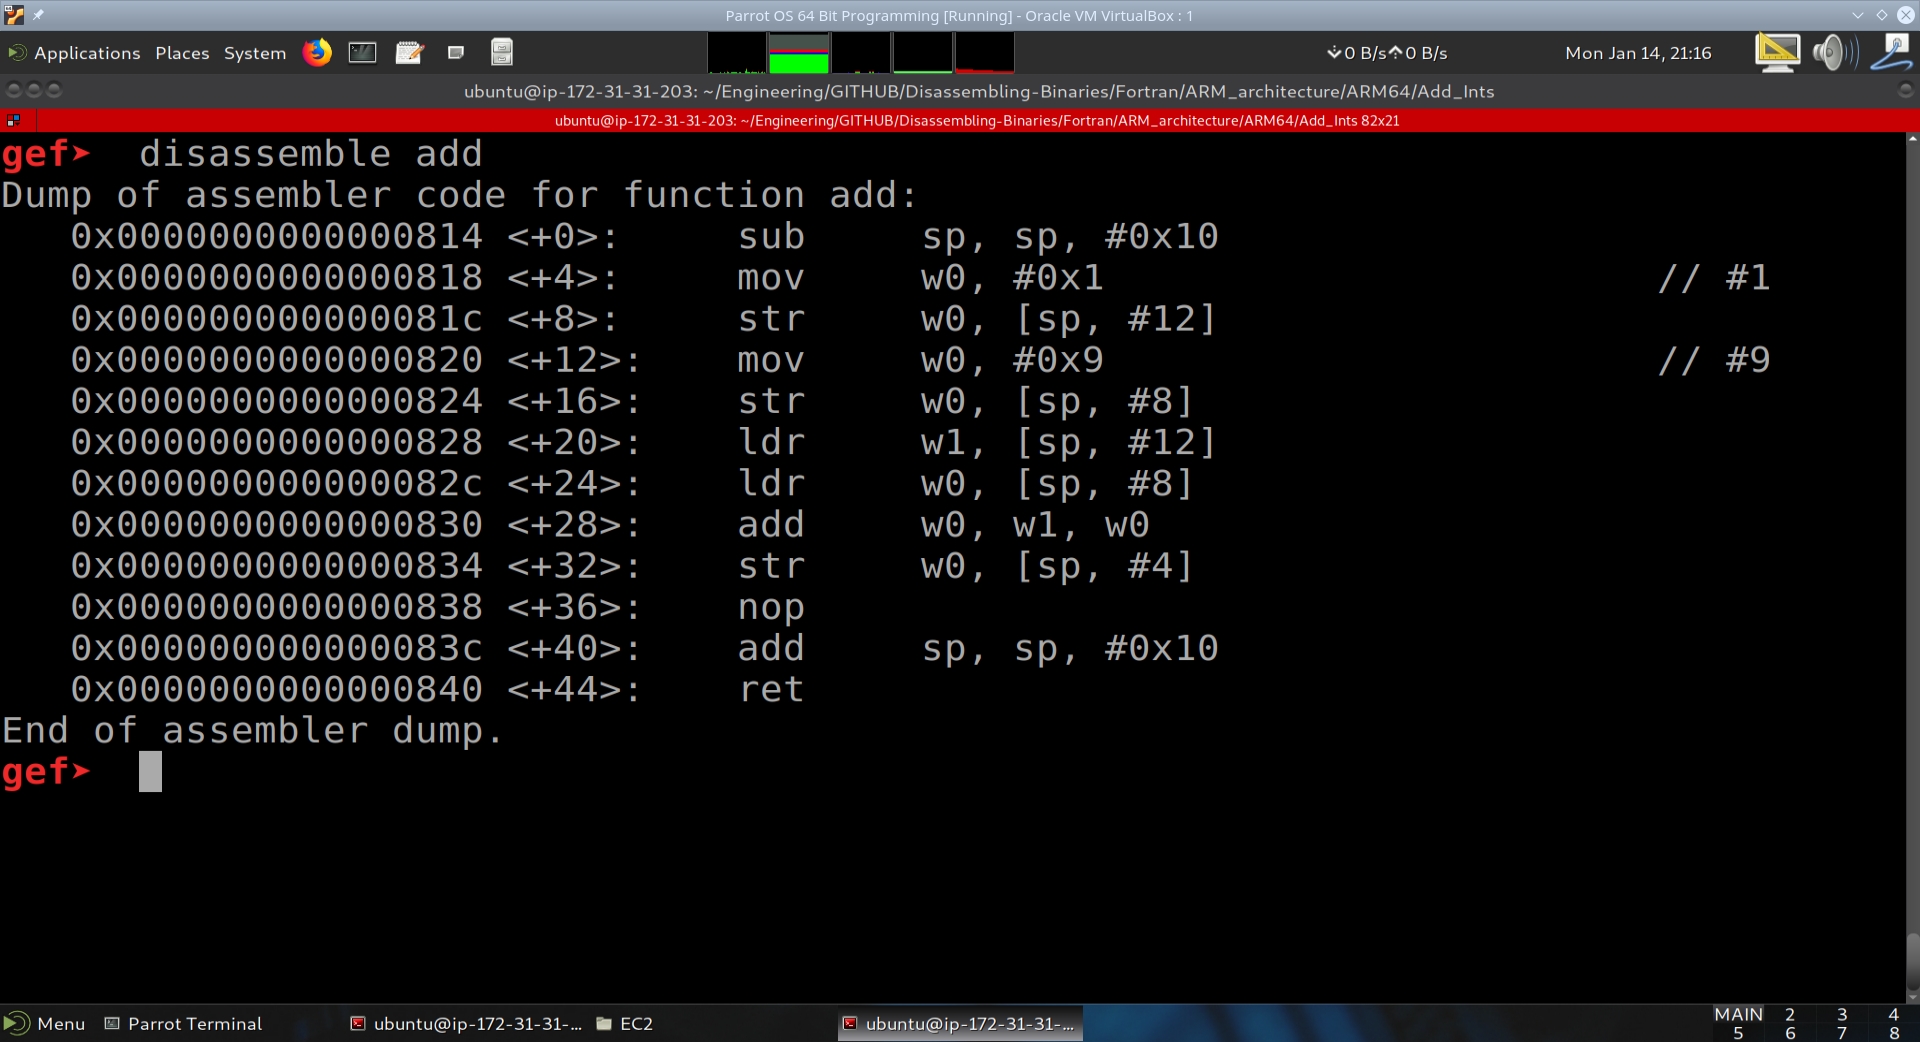 Parrot OS 64 Bit Programming [Running] - Oracle VM VirtualBox : 1
Applications Places System 0 B/s 0 B/s Mon Jan 14, 21:16
ubuntu@ip-172-31-31-203: ~/Engineering/GITHUB/Disassembling-Binaries/Fortran/ARM_architecture/ARM64/Add_Ints
ubuntu@ip-172-31-31-203: ~/Engineering/GITHUB/Disassembling-Binaries/Fortran/ARM_architecture/ARM64/Add_Ints 82x21
gef➤  disassemble add
Dump of assembler code for function add:
   0x0000000000000814 <+0>:	sub	sp, sp, #0x10
   0x0000000000000818 <+4>:	mov	w0, #0x1                   	// #1
   0x000000000000081c <+8>:	str	w0, [sp, #12]
   0x0000000000000820 <+12>:	mov	w0, #0x9                   	// #9
   0x0000000000000824 <+16>:	str	w0, [sp, #8]
   0x0000000000000828 <+20>:	ldr	w1, [sp, #12]
   0x000000000000082c <+24>:	ldr	w0, [sp, #8]
   0x0000000000000830 <+28>:	add	w0, w1, w0
   0x0000000000000834 <+32>:	str	w0, [sp, #4]
   0x0000000000000838 <+36>:	nop
   0x000000000000083c <+40>:	add	sp, sp, #0x10
   0x0000000000000840 <+44>:	ret
End of assembler dump.
gef➤
Menu Parrot Terminal ubuntu@ip-172-31-31-... EC2 ubuntu@ip-172-31-31-... MAIN 2 3 4
5 6 7 8